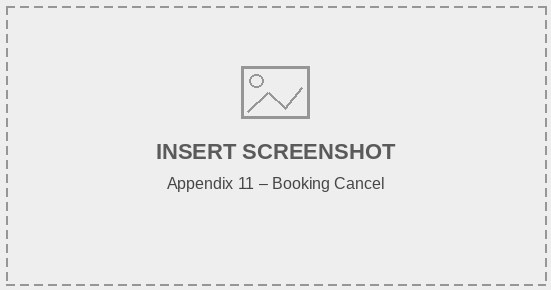 INSERT SCREENSHOT
Appendix 11 – Booking Cancel